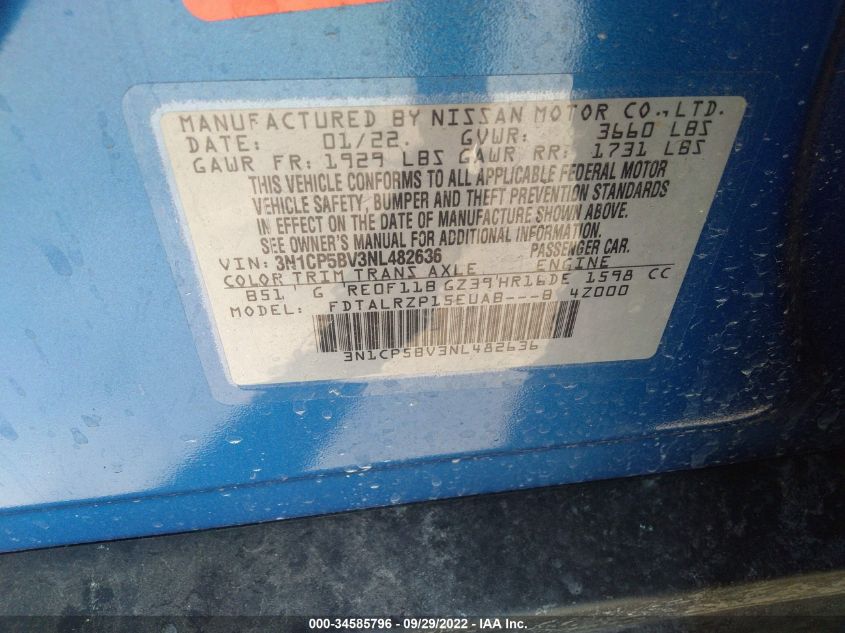 MANUFACTURED BY NISSAN MOTOR CO., LTD.
DATE: 01/22. GVWR: 3660 LBS
GAWR FR: 1929 LBS GAWR RR: 1731 LBS
THIS VEHICLE CONFORMS TO ALL APPLICABLE FEDERAL MOTOR
VEHICLE SAFETY, BUMPER AND THEFT PREVENTION STANDARDS
IN EFFECT ON THE DATE OF MANUFACTURE SHOWN ABOVE.
SEE OWNER'S MANUAL FOR ADDITIONAL INFORMATION.
VIN: 3N1CP5BV3NL482636 PASSENGER CAR.
COLOR TRIM TRANS AXLE ENGINE
B51 G RE0F11B GZ39 HR16DE 1598 CC
MODEL: FDTALRZP15EUAB---B 4Z000
3N1CP5BV3NL482636
000-34585796 - 09/29/2022 - IAA Inc.